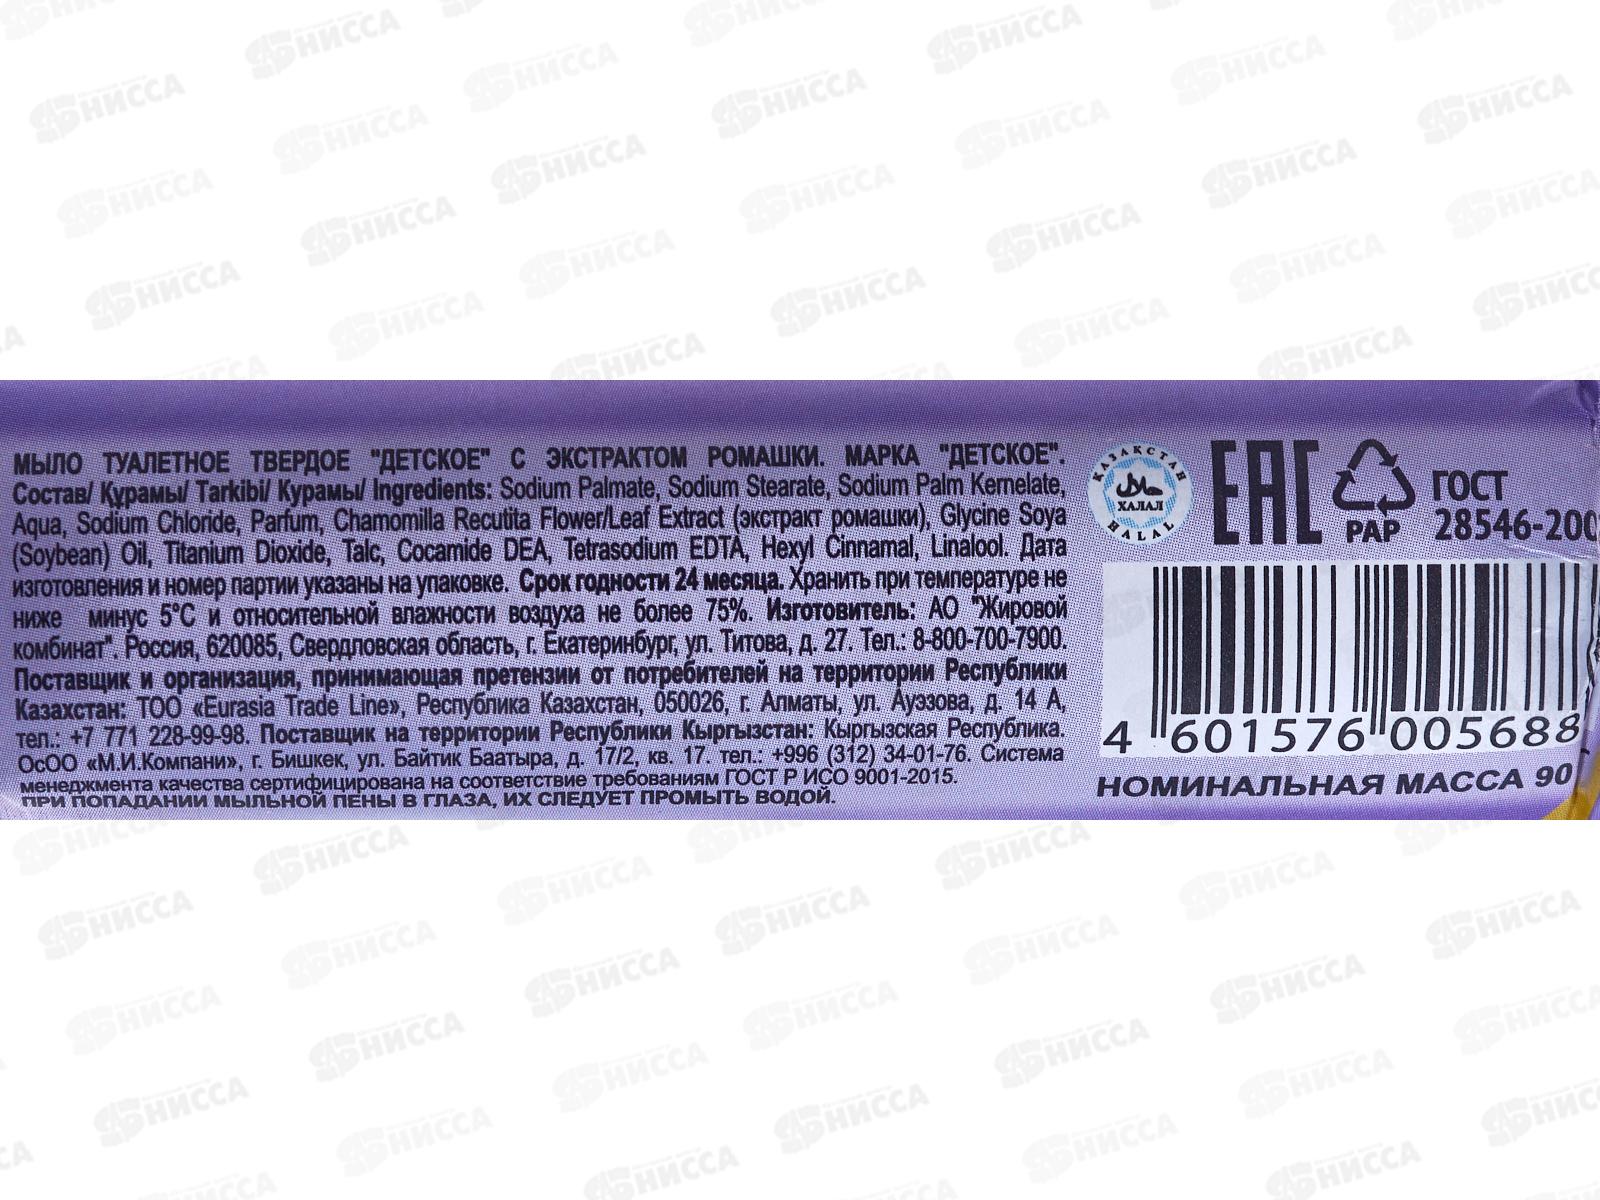 МЫЛО ТУАЛЕТНОЕ ТВЕРДОЕ "ДЕТСКОЕ" С ЭКСТРАКТОМ РОМАШКИ. МАРКА "ДЕТСКОЕ".
Состав/ Құрамы/ Tarkibi/ Курамы/ Ingredients: Sodium Palmate, Sodium Stearate, Sodium Palm Kernelate,
Aqua, Sodium Chloride, Parfum, Chamomilla Recutita Flower/Leaf Extract (экстракт ромашки), Glycine Soya
(Soybean) Oil, Titanium Dioxide, Talc, Cocamide DEA, Tetrasodium EDTA, Hexyl Cinnamal, Linalool. Дата
изготовления и номер партии указаны на упаковке. Срок годности 24 месяца. Хранить при температуре не
ниже минус 5°С и относительной влажности воздуха не более 75%. Изготовитель: АО "Жировой
комбинат". Россия, 620085, Свердловская область, г. Екатеринбург, ул. Титова, д. 27. Тел.: 8-800-700-7900.
Поставщик и организация, принимающая претензии от потребителей на территории Республики
Казахстан: ТОО «Eurasia Trade Line», Республика Казахстан, 050026, г. Алматы, ул. Ауэзова, д. 14 А,
тел.: +7 771 228-99-98. Поставщик на территории Республики Кыргызстан: Кыргызская Республика.
ОсОО «М.И.Компани», г. Бишкек, ул. Байтик Баатыра, д. 17/2, кв. 17. тел.: +996 (312) 34-01-76. Система
менеджмента качества сертифицирована на соответствие требованиям ГОСТ Р ИСО 9001-2015.
ПРИ ПОПАДАНИИ МЫЛЬНОЙ ПЕНЫ В ГЛАЗА, ИХ СЛЕДУЕТ ПРОМЫТЬ ВОДОЙ.
КАЗАКСТАН
ХАЛАЛ
HALAL
EAC
PAP
ГОСТ
28546-200
4 601576 005688
НОМИНАЛЬНАЯ МАССА 90
НИССА